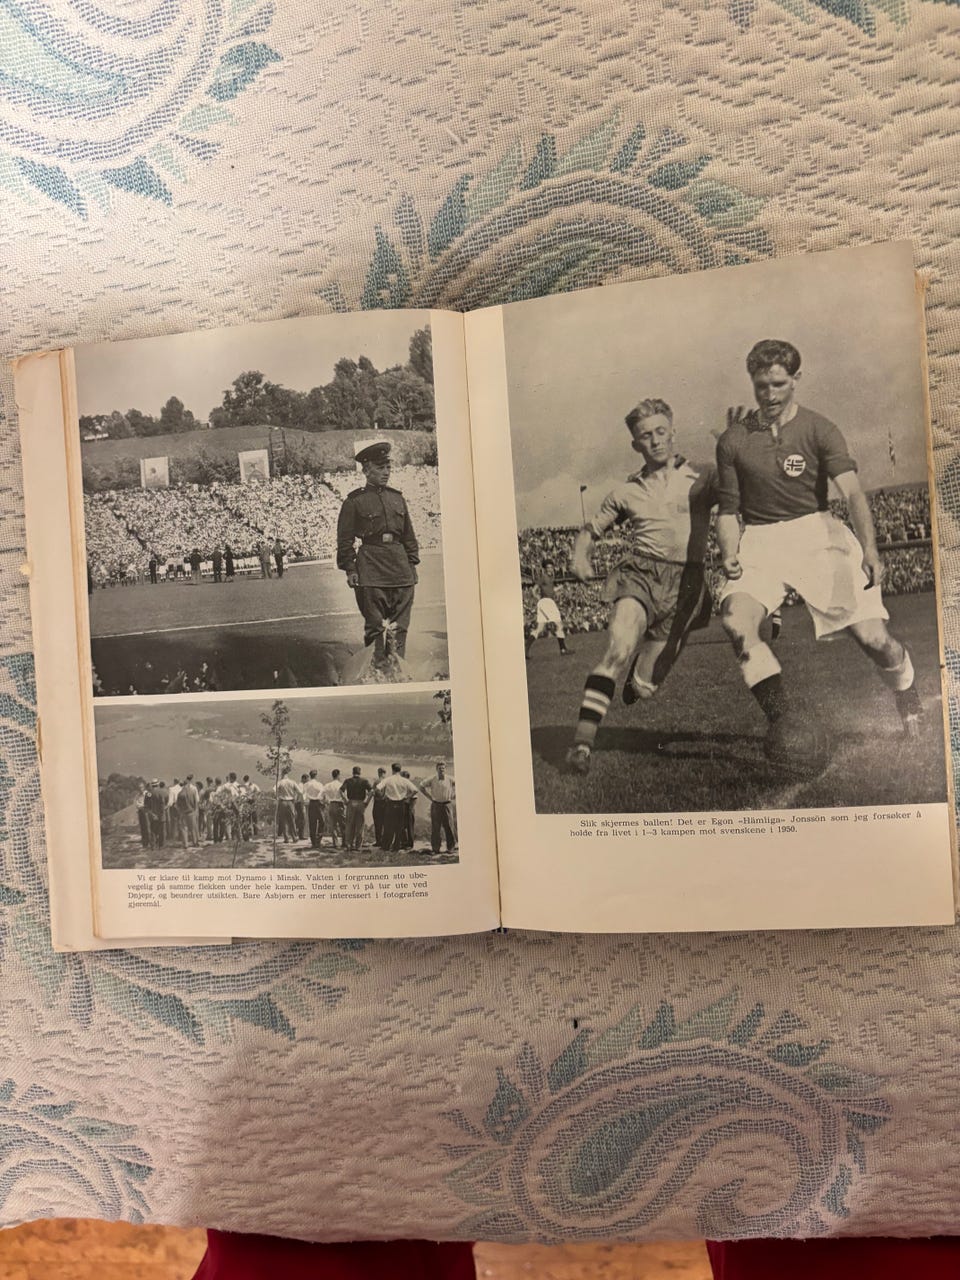 Vi er klare til kamp mot Dynamo i Minsk. Vakten i forgrunnen sto ube-
vegelig på samme flekken under hele kampen. Under er vi på tur ute ved
Dnjepr, og beundrer utsikten. Bare Asbjørn er mer interessert i fotografens
gjøremål.
Slik skjermes ballen! Det er Egon «Hämliga» Jonssön som jeg forsøker å
holde fra livet i 1—3 kampen mot svenskene i 1950.